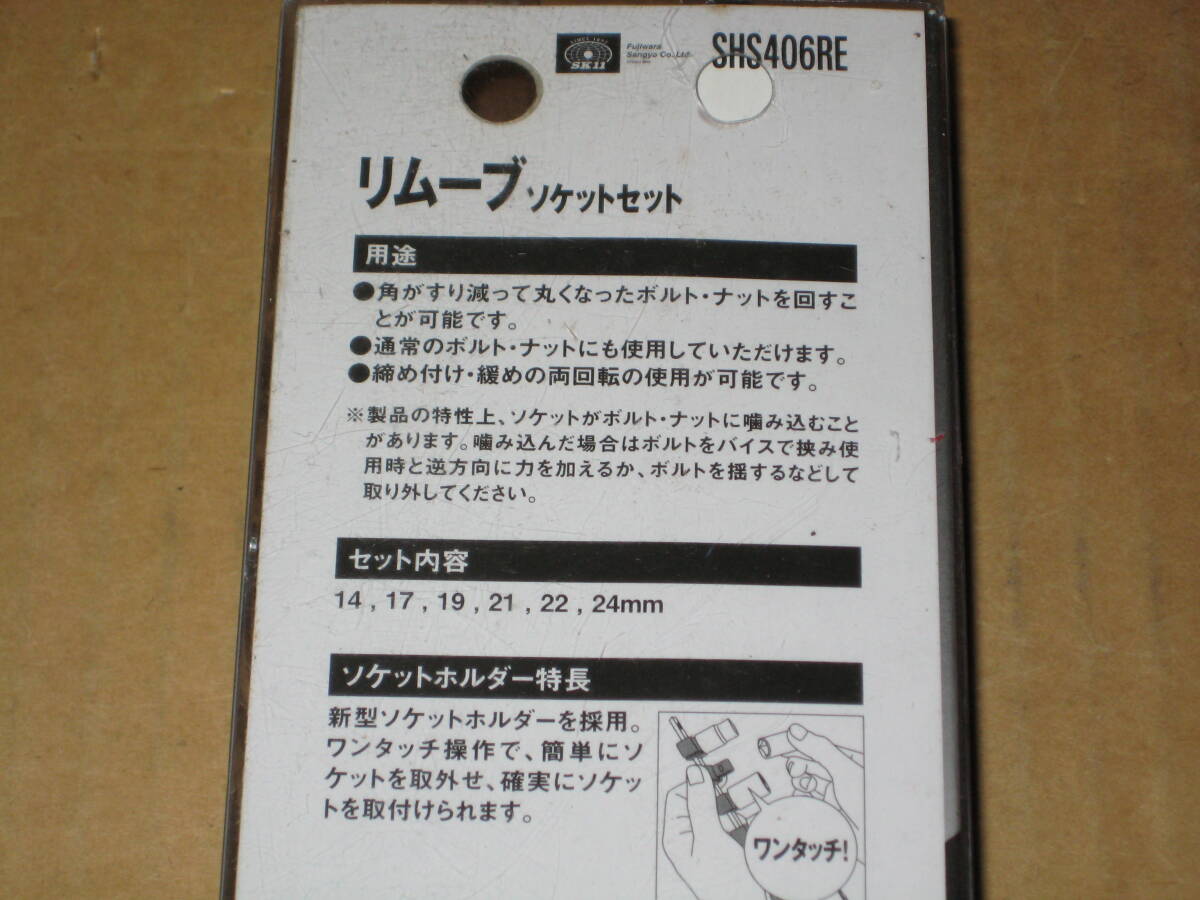 SINCE 1897
SK11
Fujiwara
Sangyo Co.,Ltd.
SHS406RE
リムーブソケットセット
用途
●角がすり減って丸くなったボルト・ナットを回すこ
とが可能です。
●通常のボルト・ナットにも使用していただけます。
●締め付け・緩めの両回転の使用が可能です。
※製品の特性上、ソケットがボルト・ナットに噛み込むこと
があります。噛み込んだ場合はボルトをバイスで挟み使
用時と逆方向に力を加えるか、ボルトを揺するなどして
取り外してください。
セット内容
14 , 17 , 19 , 21 , 22 , 24mm
ソケットホルダー特長
新型ソケットホルダーを採用。
ワンタッチ操作で、簡単にソ
ケットを取外せ、確実にソケッ
トを取付けられます。
ワンタッチ!